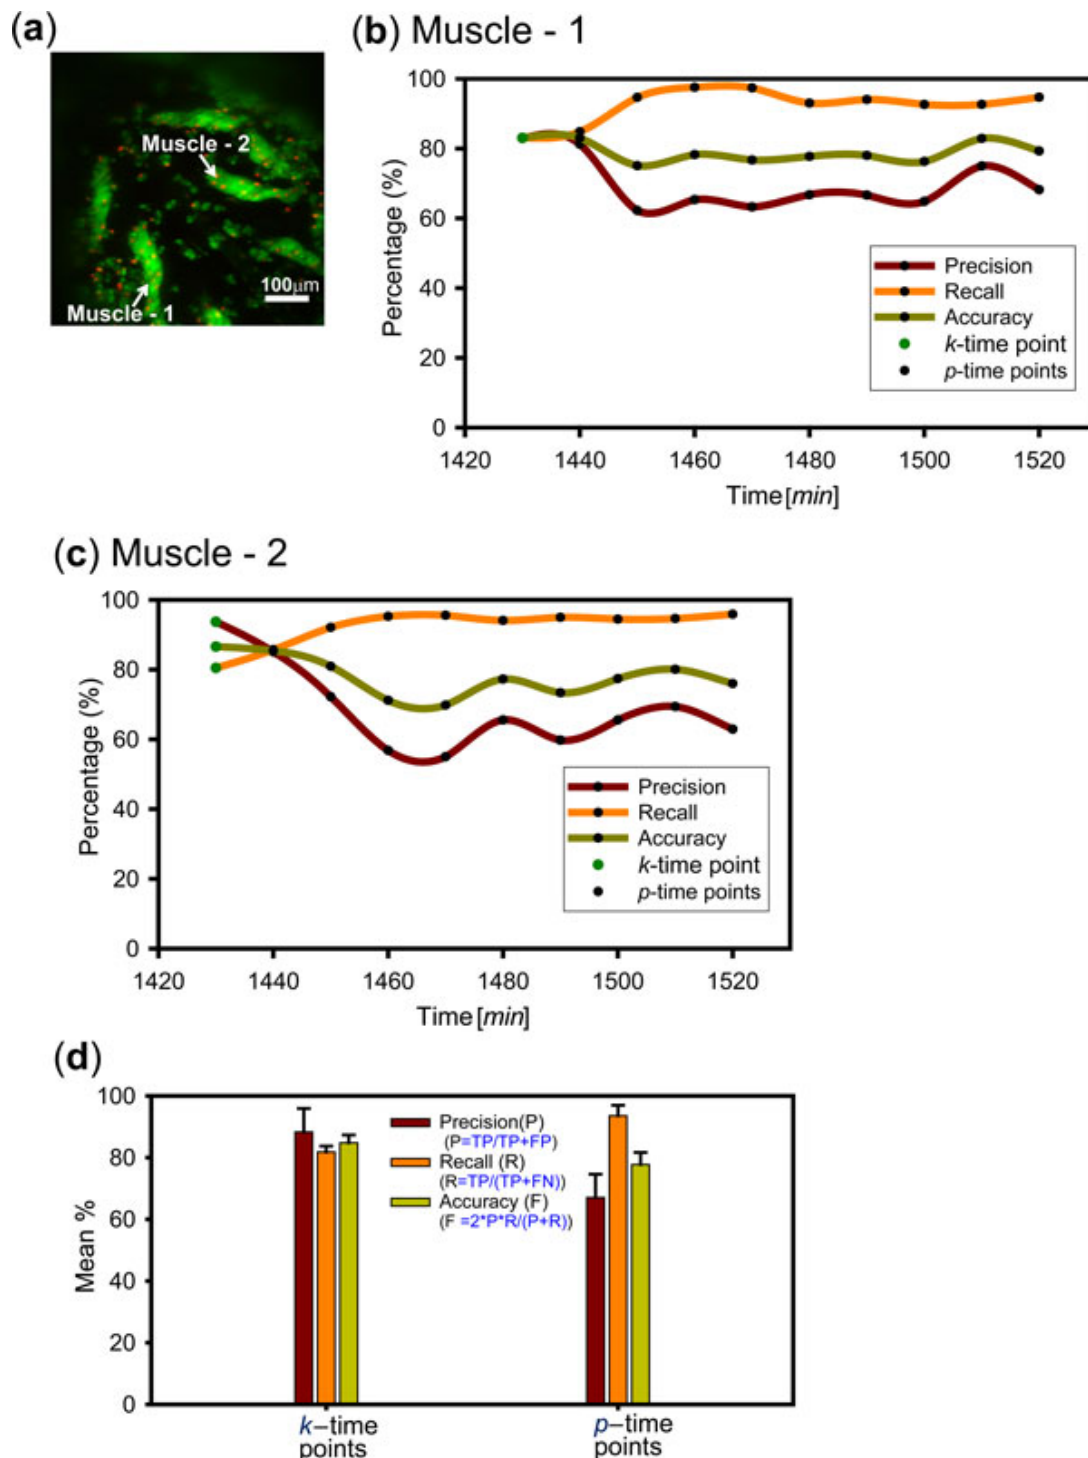 (a)
Muscle - 2
100µm
Muscle - 1
(b) Muscle - 1
100
80
60
40
20
0
Percentage (%)
Precision
Recall
Accuracy
k-time point
p-time points
1420 1440 1460 1480 1500 1520
Time[min]
(c) Muscle - 2
100
80
60
40
20
0
Percentage (%)
Precision
Recall
Accuracy
k-time point
p-time points
1420 1440 1460 1480 1500 1520
Time[min]
(d)
100
80
60
40
20
0
Mean %
Precision(P)
(P=TP/TP+FP)
Recall (R)
(R=TP/(TP+FN))
Accuracy (F)
(F =2*P*R/(P+R))
k–time
points
p–time
points